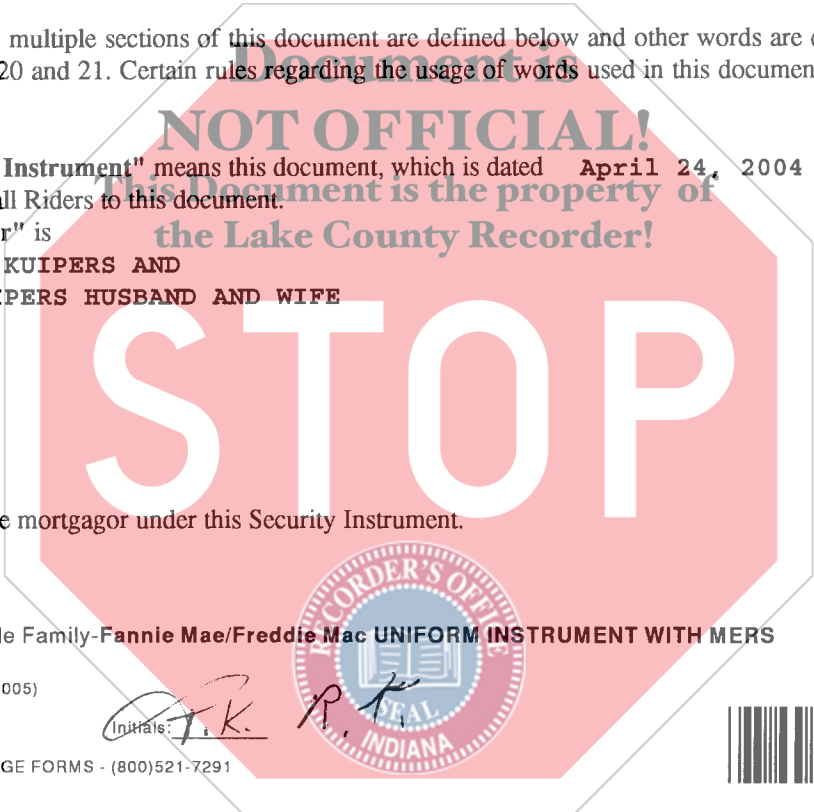 multiple sections of this document are defined below and other words are
Document is
20 and 21. Certain rules regarding the usage of words used in this documen
NOT OFFICIAL!
Instrument" means this document, which is dated April 24, 2004
This Document is the property of
all Riders to this document.
r" is
the Lake County Recorder!
KUIPERS AND
PERS HUSBAND AND WIFE
STOP
e mortgagor under this Security Instrument.
RECORDER'S OFFICE
le Family-Fannie Mae/Freddie Mac UNIFORM INSTRUMENT WITH MERS
005)
Initials: T.K. R.K.
SEAL
INDIANA
GE FORMS - (800)521-7291